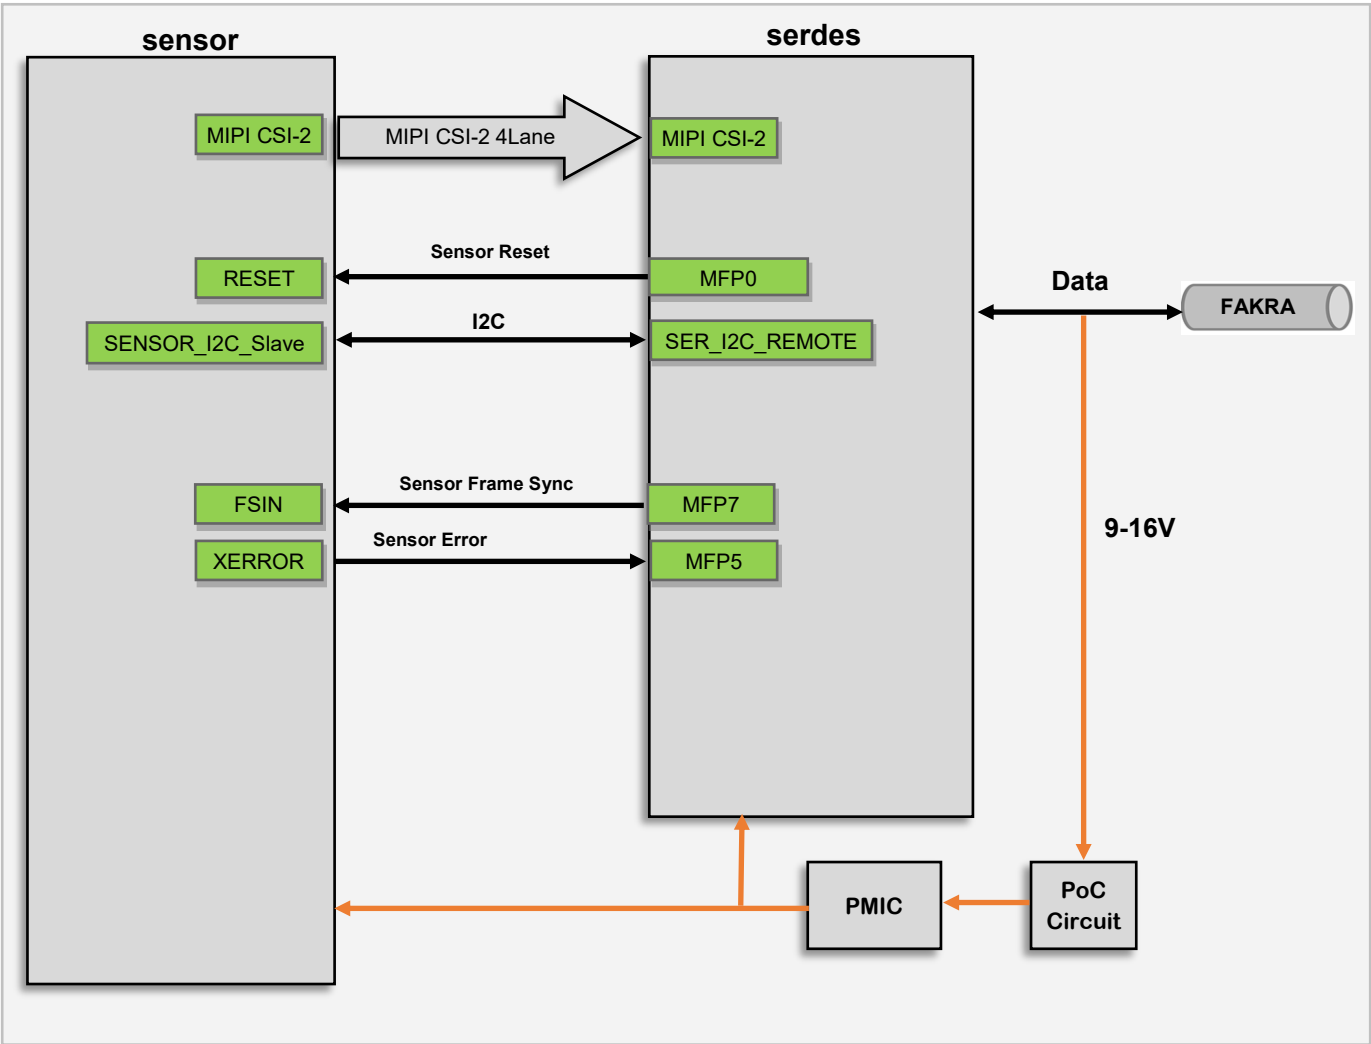 sensor
serdes
MIPI CSI-2
MIPI CSI-2 4Lane
MIPI CSI-2
Sensor Reset
RESET
MFP0
Data
FAKRA
I2C
SENSOR_I2C_Slave
SER_I2C_REMOTE
Sensor Frame Sync
FSIN
MFP7
9-16V
Sensor Error
XERROR
MFP5
PMIC
PoC
Circuit